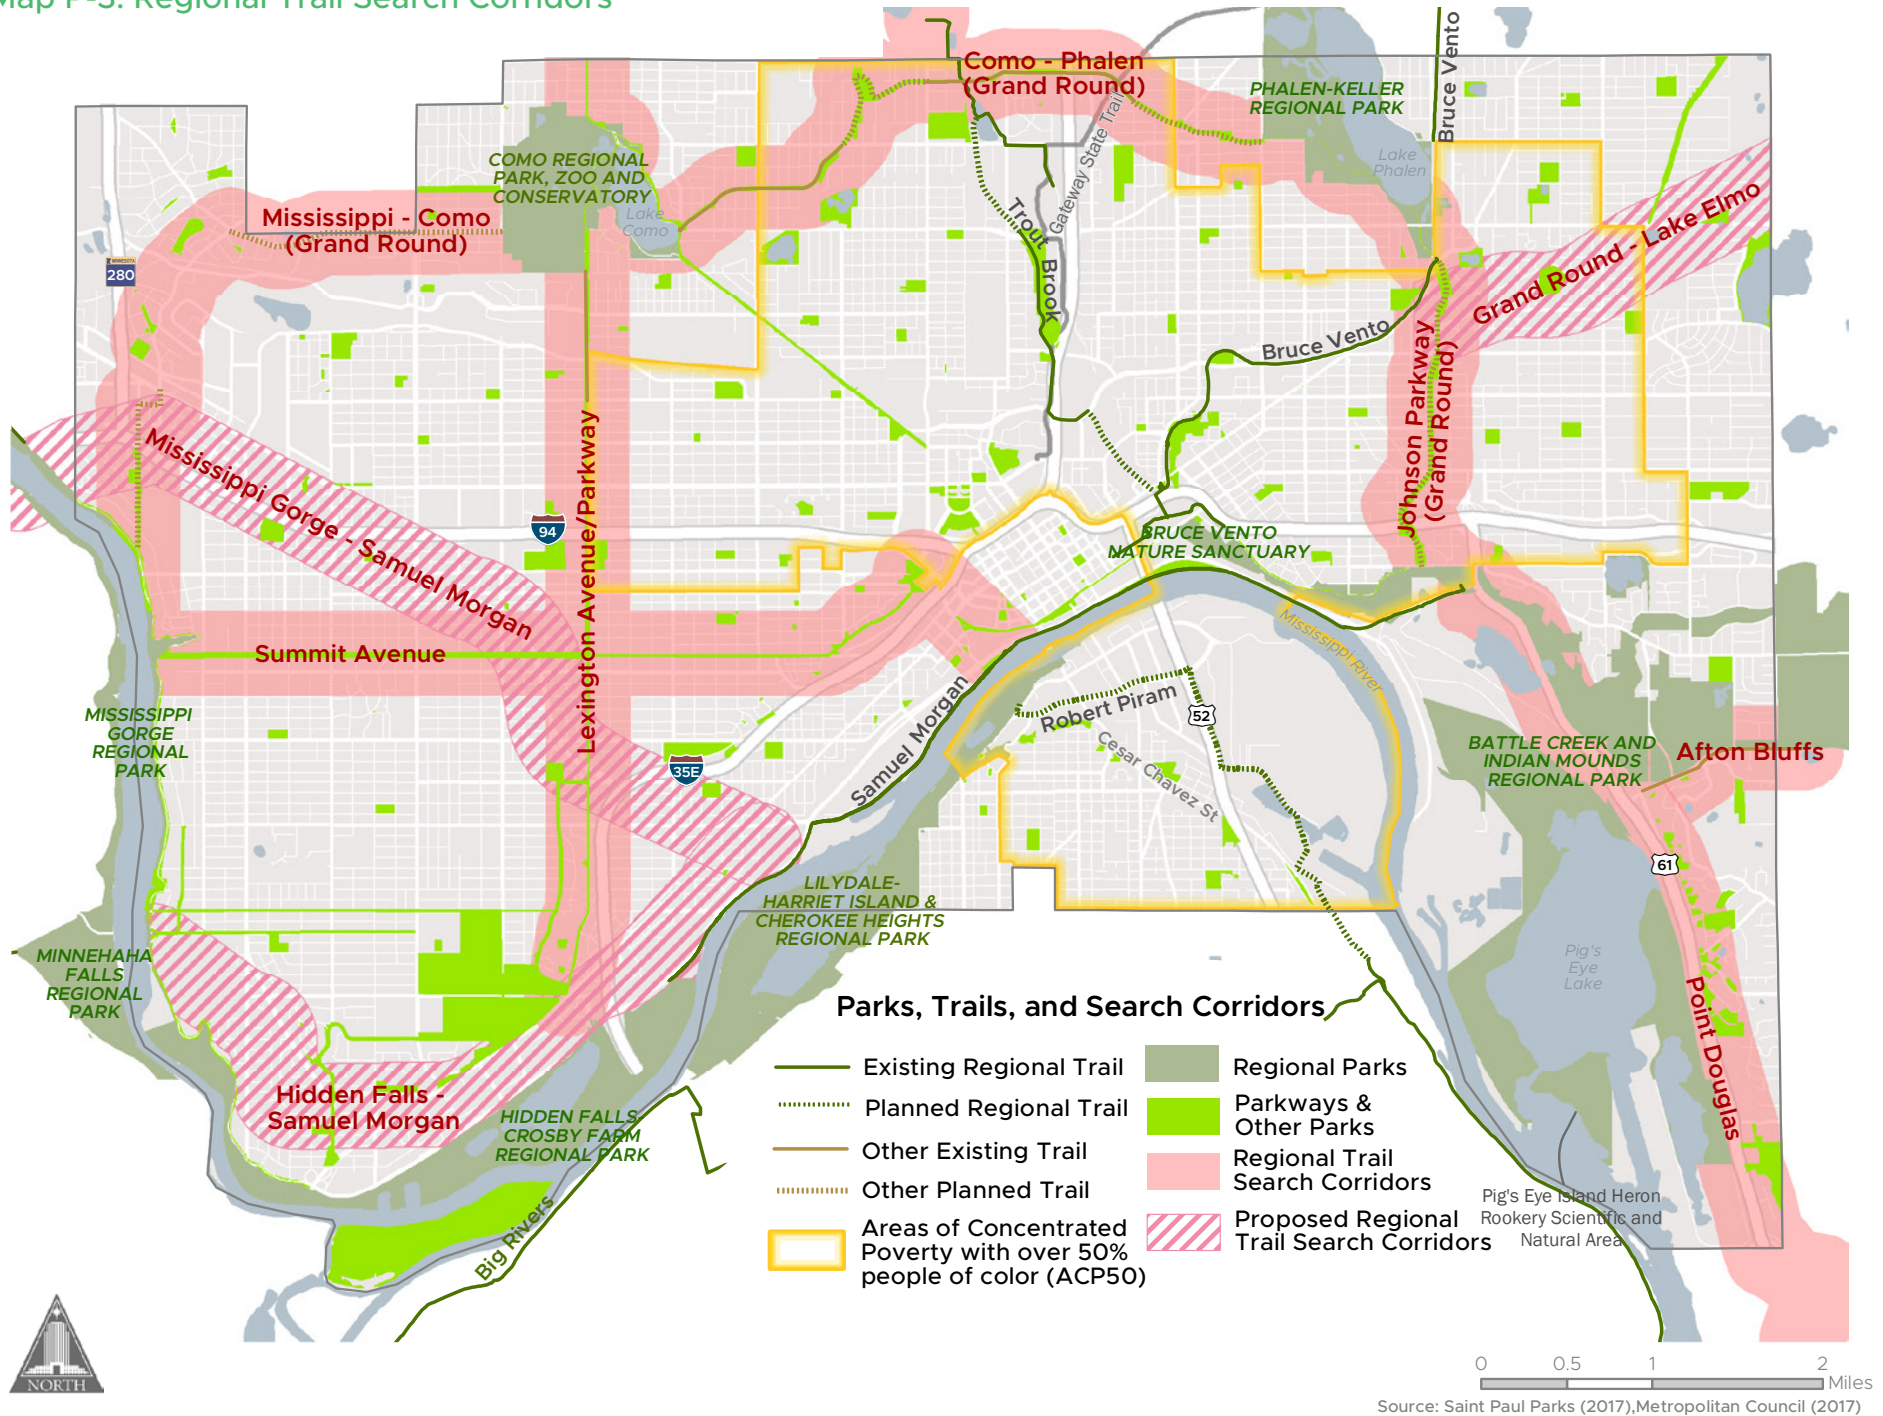 Map P-3: Regional Trail Search Corridors
Como - Phalen
(Grand Round)
Bruce Vento
PHALEN-KELLER
REGIONAL PARK
Gateway State Trail
Lake
Phalen
COMO REGIONAL
PARK, ZOO AND
CONSERVATORY
Lake
Como
Mississippi - Como
(Grand Round)
MINNESOTA
280
Trout Brook
Grand Round - Lake Elmo
Bruce Vento
Johnson Parkway
(Grand Round)
Mississippi Gorge - Samuel Morgan
Lexington Avenue/Parkway
94
BRUCE VENTO
NATURE SANCTUARY
Summit Avenue
Mississippi River
Samuel Morgan
Robert Piram
52
Cesar Chavez St
35E
MISSISSIPPI
GORGE
REGIONAL
PARK
BATTLE CREEK AND
INDIAN MOUNDS
REGIONAL PARK
Afton Bluffs
61
LILYDALE-
HARRIET ISLAND &
CHEROKEE HEIGHTS
REGIONAL PARK
MINNEHAHA
FALLS
REGIONAL
PARK
Pig's
Eye
Lake
Point Douglas
Hidden Falls -
Samuel Morgan
HIDDEN FALLS-
CROSBY FARM
REGIONAL PARK
Big Rivers
Pig's Eye Island Heron
Rookery Scientific and
Natural Area
Parks, Trails, and Search Corridors
Existing Regional Trail
Planned Regional Trail
Other Existing Trail
Other Planned Trail
Areas of Concentrated
Poverty with over 50%
people of color (ACP50)
Regional Parks
Parkways &
Other Parks
Regional Trail
Search Corridors
Proposed Regional
Trail Search Corridors
NORTH
0 0.5 1 2
Miles
Source: Saint Paul Parks (2017),Metropolitan Council (2017)